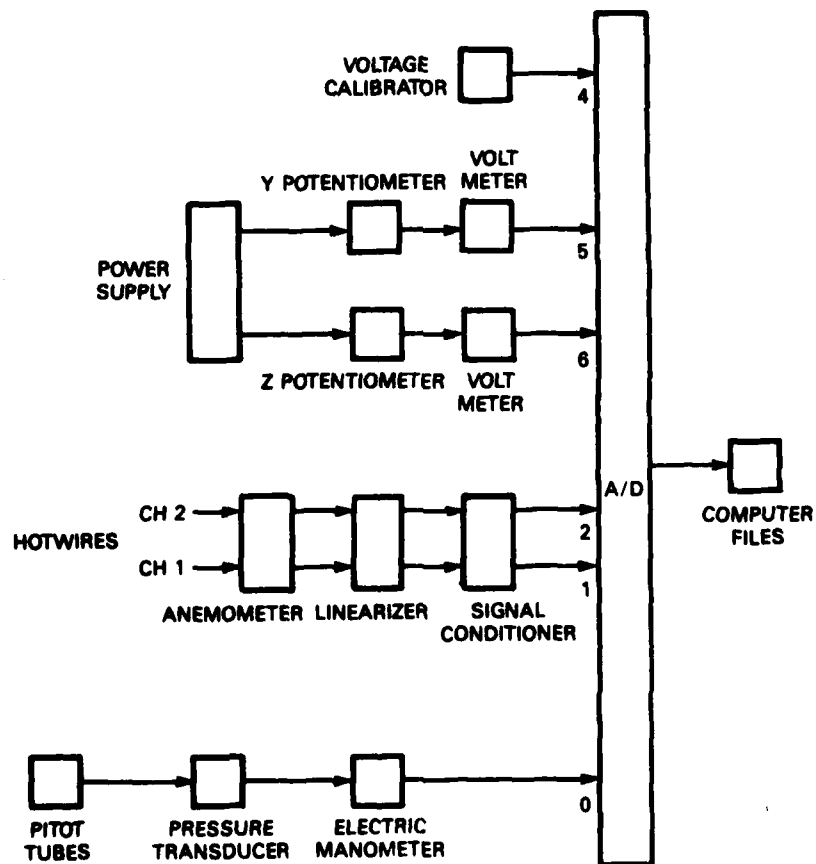 VOLTAGE
CALIBRATOR
4
Y POTENTIOMETER
VOLT
METER
5
POWER
SUPPLY
6
Z POTENTIOMETER
VOLT
METER
A/D
COMPUTER
FILES
HOTWIRES
CH 2
2
CH 1
1
ANEMOMETER
LINEARIZER
SIGNAL
CONDITIONER
0
PITOT
TUBES
PRESSURE
TRANSDUCER
ELECTRIC
MANOMETER